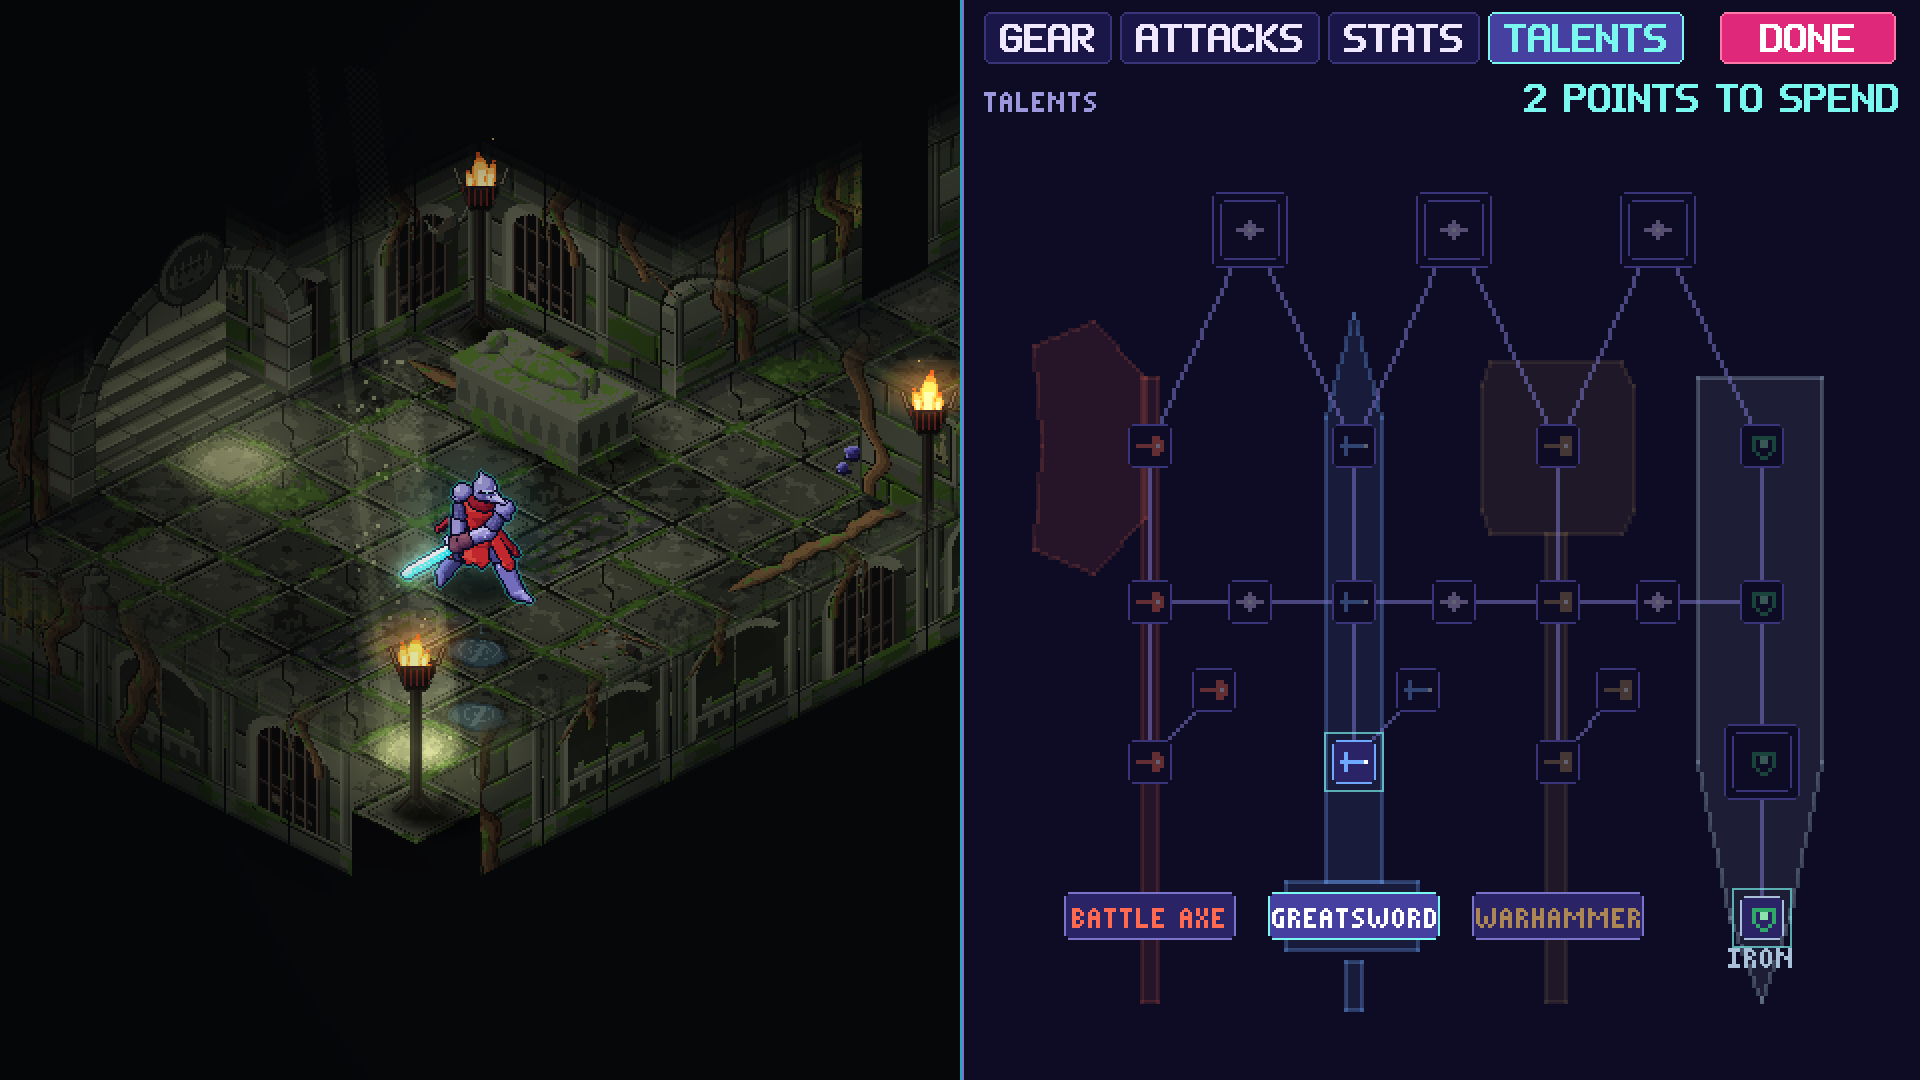 GEAR ATTACKS STATS TALENTS DONE
TALENTS 2 POINTS TO SPEND
BATTLE AXE GREATSWORD WARHAMMER
IRON